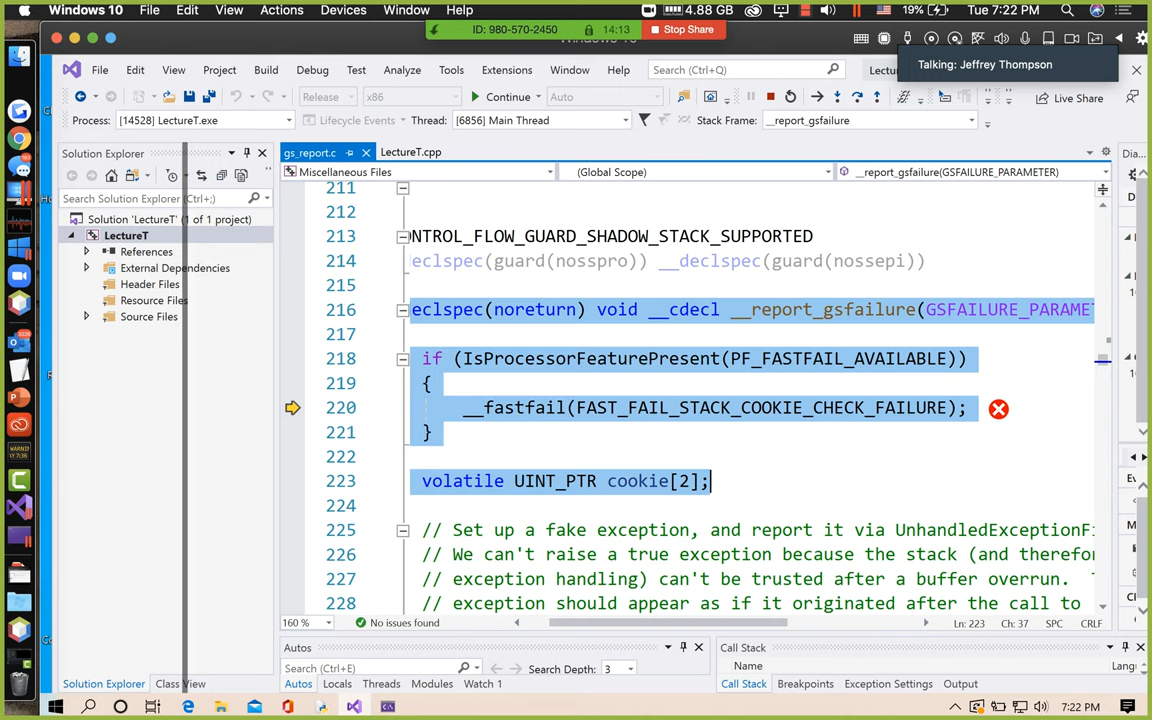 Windows 10 File Edit View Actions Devices Window Help 4.88 GB 19% Tue 7:22 PM
ID: 980-570-2450 14:13 Stop Share
Talking: Jeffrey Thompson
File Edit View Project Build Debug Test Analyze Tools Extensions Window Help Search (Ctrl+Q)
Release x86 Continue Auto Live Share
Process: [14528] LectureT.exe Lifecycle Events Thread: [6856] Main Thread Stack Frame: __report_gsfailure
Solution Explorer
Search Solution Explorer (Ctrl+;)
Solution 'LectureT' (1 of 1 project)
LectureT
References
External Dependencies
Header Files
Resource Files
Source Files
Solution Explorer Class View
gs_report.c LectureT.cpp
Miscellaneous Files (Global Scope) __report_gsfailure(GSFAILURE_PARAMETER)
211
212
213 NTROL_FLOW_GUARD_SHADOW_STACK_SUPPORTED
214 eclspec(guard(nosspro)) __declspec(guard(nossepi))
215
216 eclspec(noreturn) void __cdecl __report_gsfailure(GSFAILURE_PARAME
217
218 if (IsProcessorFeaturePresent(PF_FASTFAIL_AVAILABLE))
219 {
220 __fastfail(FAST_FAIL_STACK_COOKIE_CHECK_FAILURE);
221 }
222
223 volatile UINT_PTR cookie[2];
224
225 // Set up a fake exception, and report it via UnhandledExceptionFi
226 // We can't raise a true exception because the stack (and therefor
227 // exception handling) can't be trusted after a buffer overrun.
228 // exception should appear as if it originated after the call to
160 % No issues found Ln: 223 Ch: 37 SPC CRLF
Autos
Search (Ctrl+E) Search Depth: 3
Autos Locals Threads Modules Watch 1
Call Stack
Name Lang
Call Stack Breakpoints Exception Settings Output
Dia...
7:22 PM